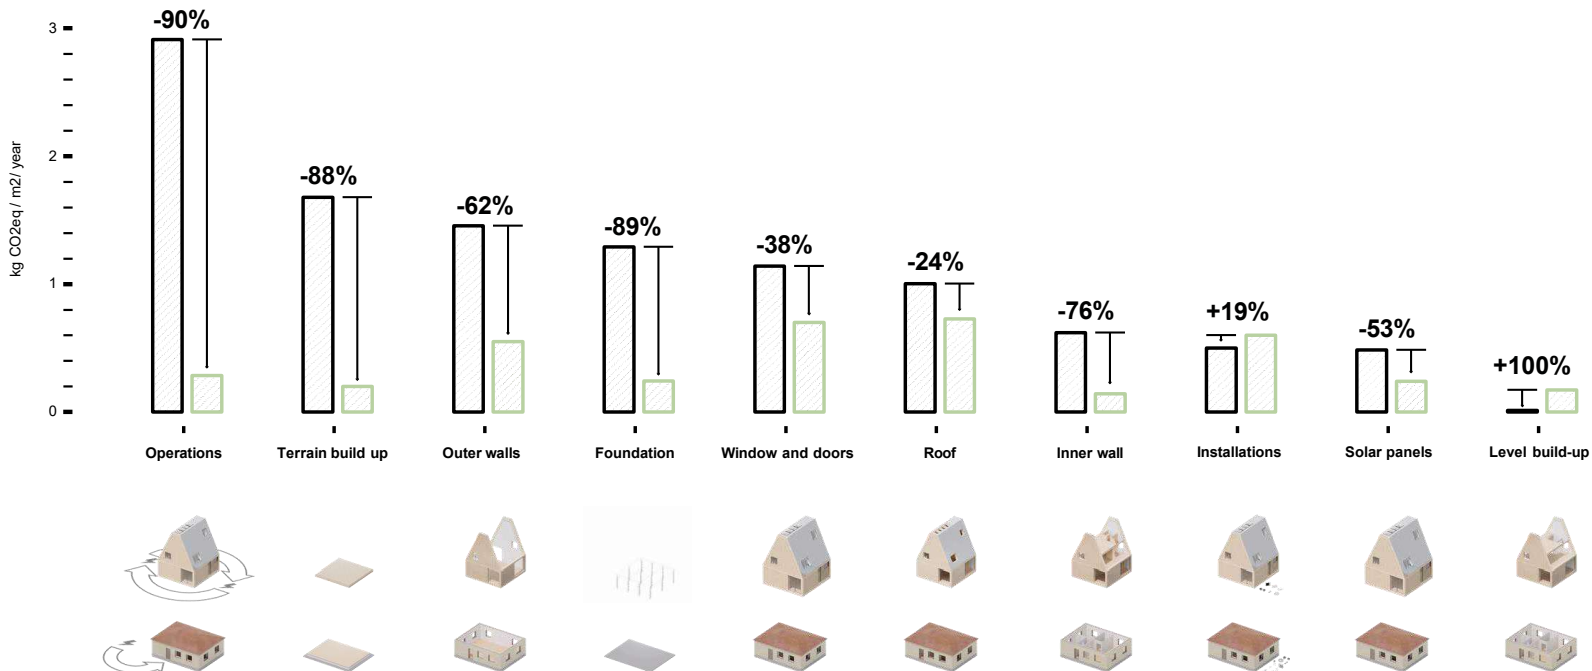 -90%
-88%
-62%
-89%
-38%
-24%
-76%
+19%
-53%
+100%
3
2
1
0
kg CO2eq / m2/ year
Operations
Terrain build up
Outer walls
Foundation
Window and doors
Roof
Inner wall
Installations
Solar panels
Level build-up